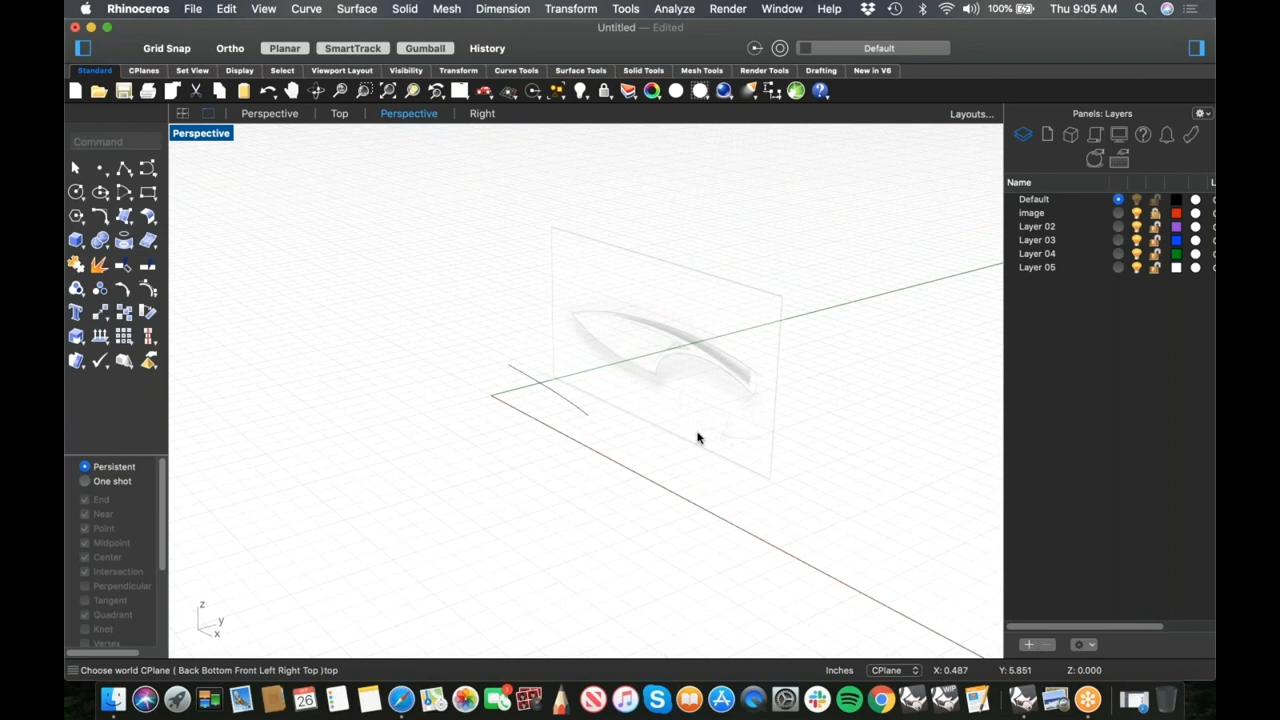 Rhinoceros File Edit View Curve Surface Solid Mesh Dimension Transform Tools Analyze Render Window Help 100% Thu 9:05 AM
Untitled — Edited
Grid Snap Ortho Planar SmartTrack Gumball History Default
Standard CPlanes Set View Display Select Viewport Layout Visibility Transform Curve Tools Surface Tools Solid Tools Mesh Tools Render Tools Drafting New in V6
Perspective Top Perspective Right Layouts... Panels: Layers
Perspective
Command
Name L
Default
image
Layer 02
Layer 03
Layer 04
Layer 05
Persistent
One shot
End
Near
Point
Midpoint
Center
Intersection
Perpendicular
Tangent
Quadrant
Knot
Vertex
z
y
x
Choose world CPlane ( Back Bottom Front Left Right Top )top Inches CPlane X: 0.487 Y: 5.851 Z: 0.000
26 1